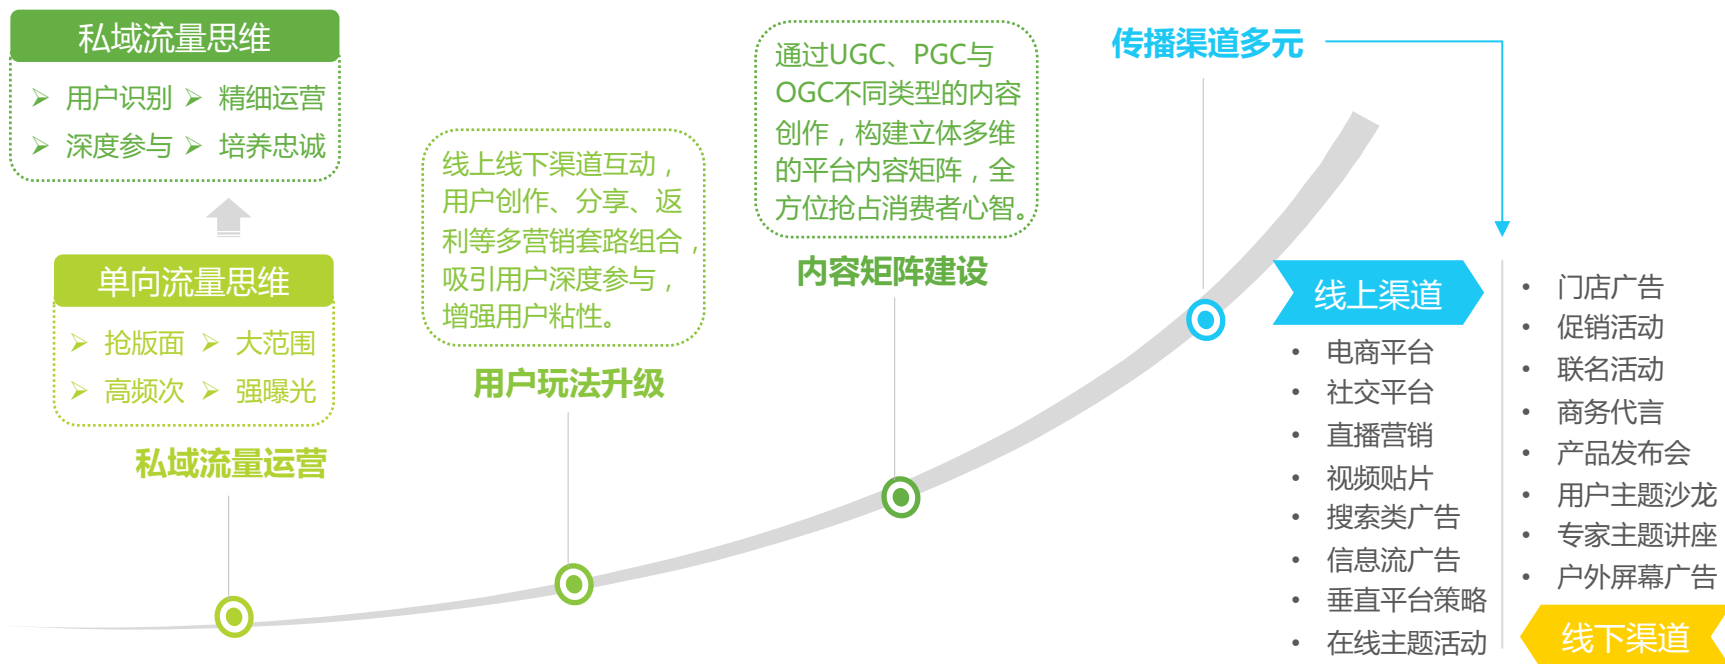 私域流量思维
➢ 用户识别 ➢ 精细运营
➢ 深度参与 ➢ 培养忠诚
单向流量思维
➢ 抢版面 ➢ 大范围
➢ 高频次 ➢ 强曝光
私域流量运营
线上线下渠道互动，
用户创作、分享、返
利等多营销套路组合，
吸引用户深度参与，
增强用户粘性。
用户玩法升级
通过UGC、PGC与
OGC不同类型的内容
创作，构建立体多维
的平台内容矩阵，全
方位抢占消费者心智。
内容矩阵建设
传播渠道多元
线上渠道
• 电商平台
• 社交平台
• 直播营销
• 视频贴片
• 搜索类广告
• 信息流广告
• 垂直平台策略
• 在线主题活动
• 门店广告
• 促销活动
• 联名活动
• 商务代言
• 产品发布会
• 用户主题沙龙
• 专家主题讲座
• 户外屏幕广告
线下渠道